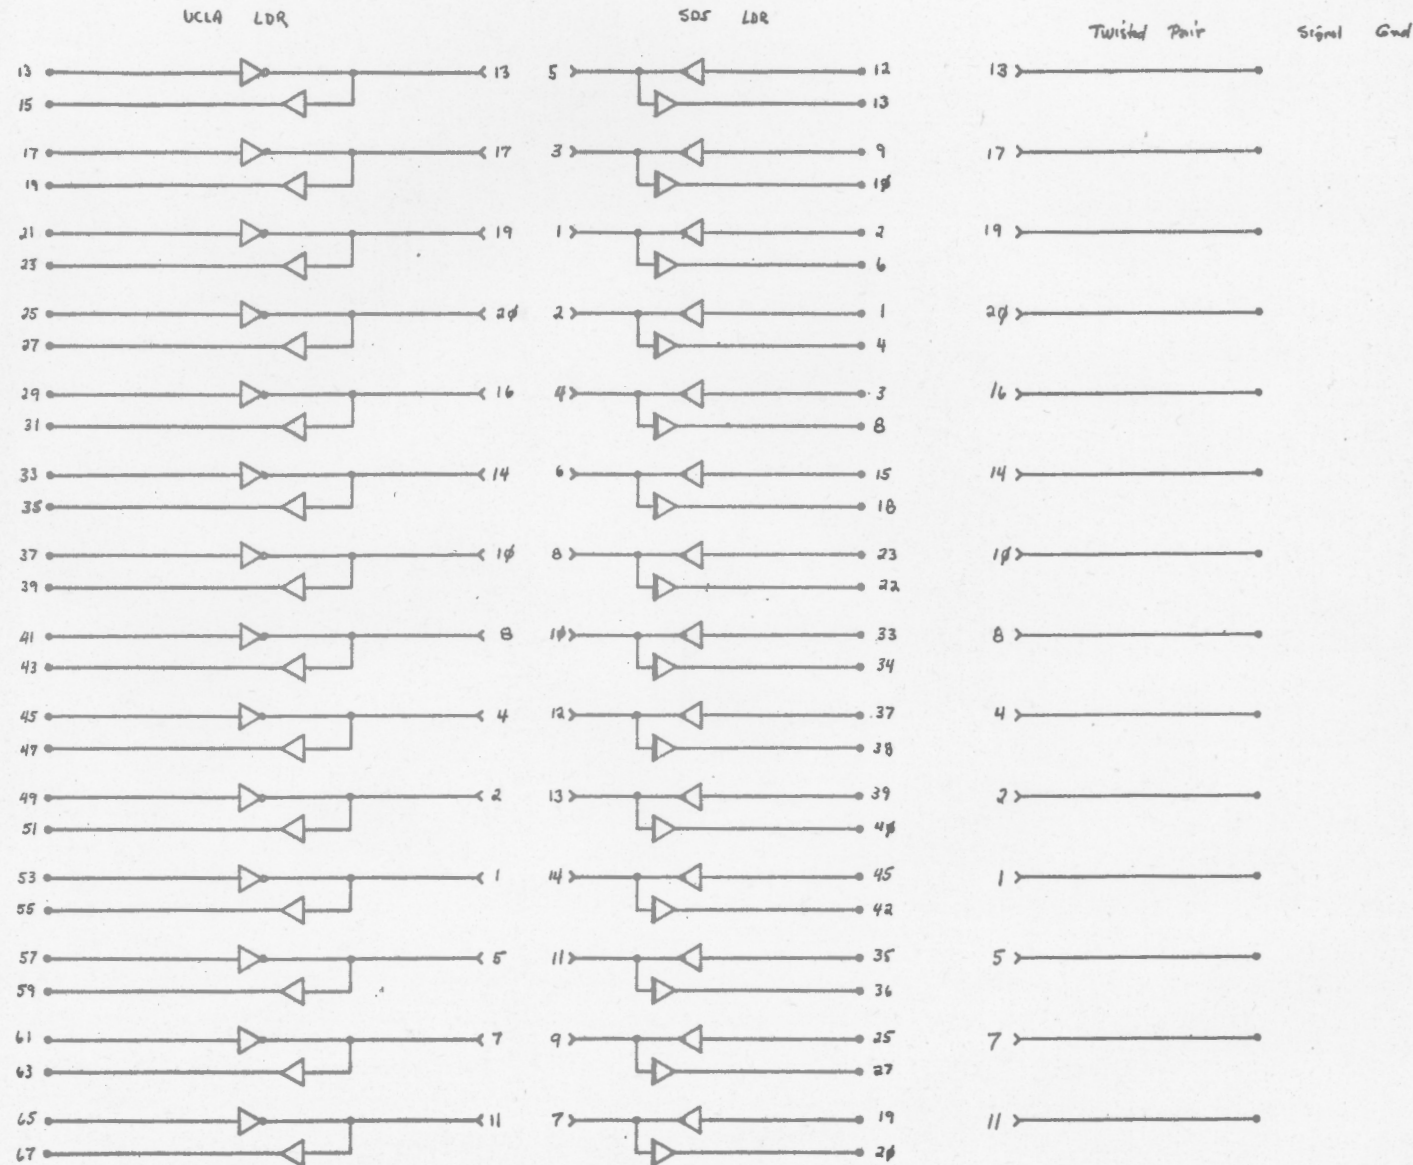 UCLA LDR SDS LDR Twisted Pair Signal Gnd
13 13 5 12 13
15 13
17 17 3 9 17
19 1φ
21 19 1 2 19
23 6
25 2φ 2 1 2φ
27 4
29 16 4 3 16
31 8
33 14 6 15 14
35 18
37 1φ 8 23 1φ
39 22
41 8 1φ 33 8
43 34
45 4 12 37 4
47 38
49 2 13 39 2
51 4φ
53 1 14 45 1
55 42
57 5 11 35 5
59 36
61 7 9 25 7
63 27
65 11 7 19 11
67 2φ